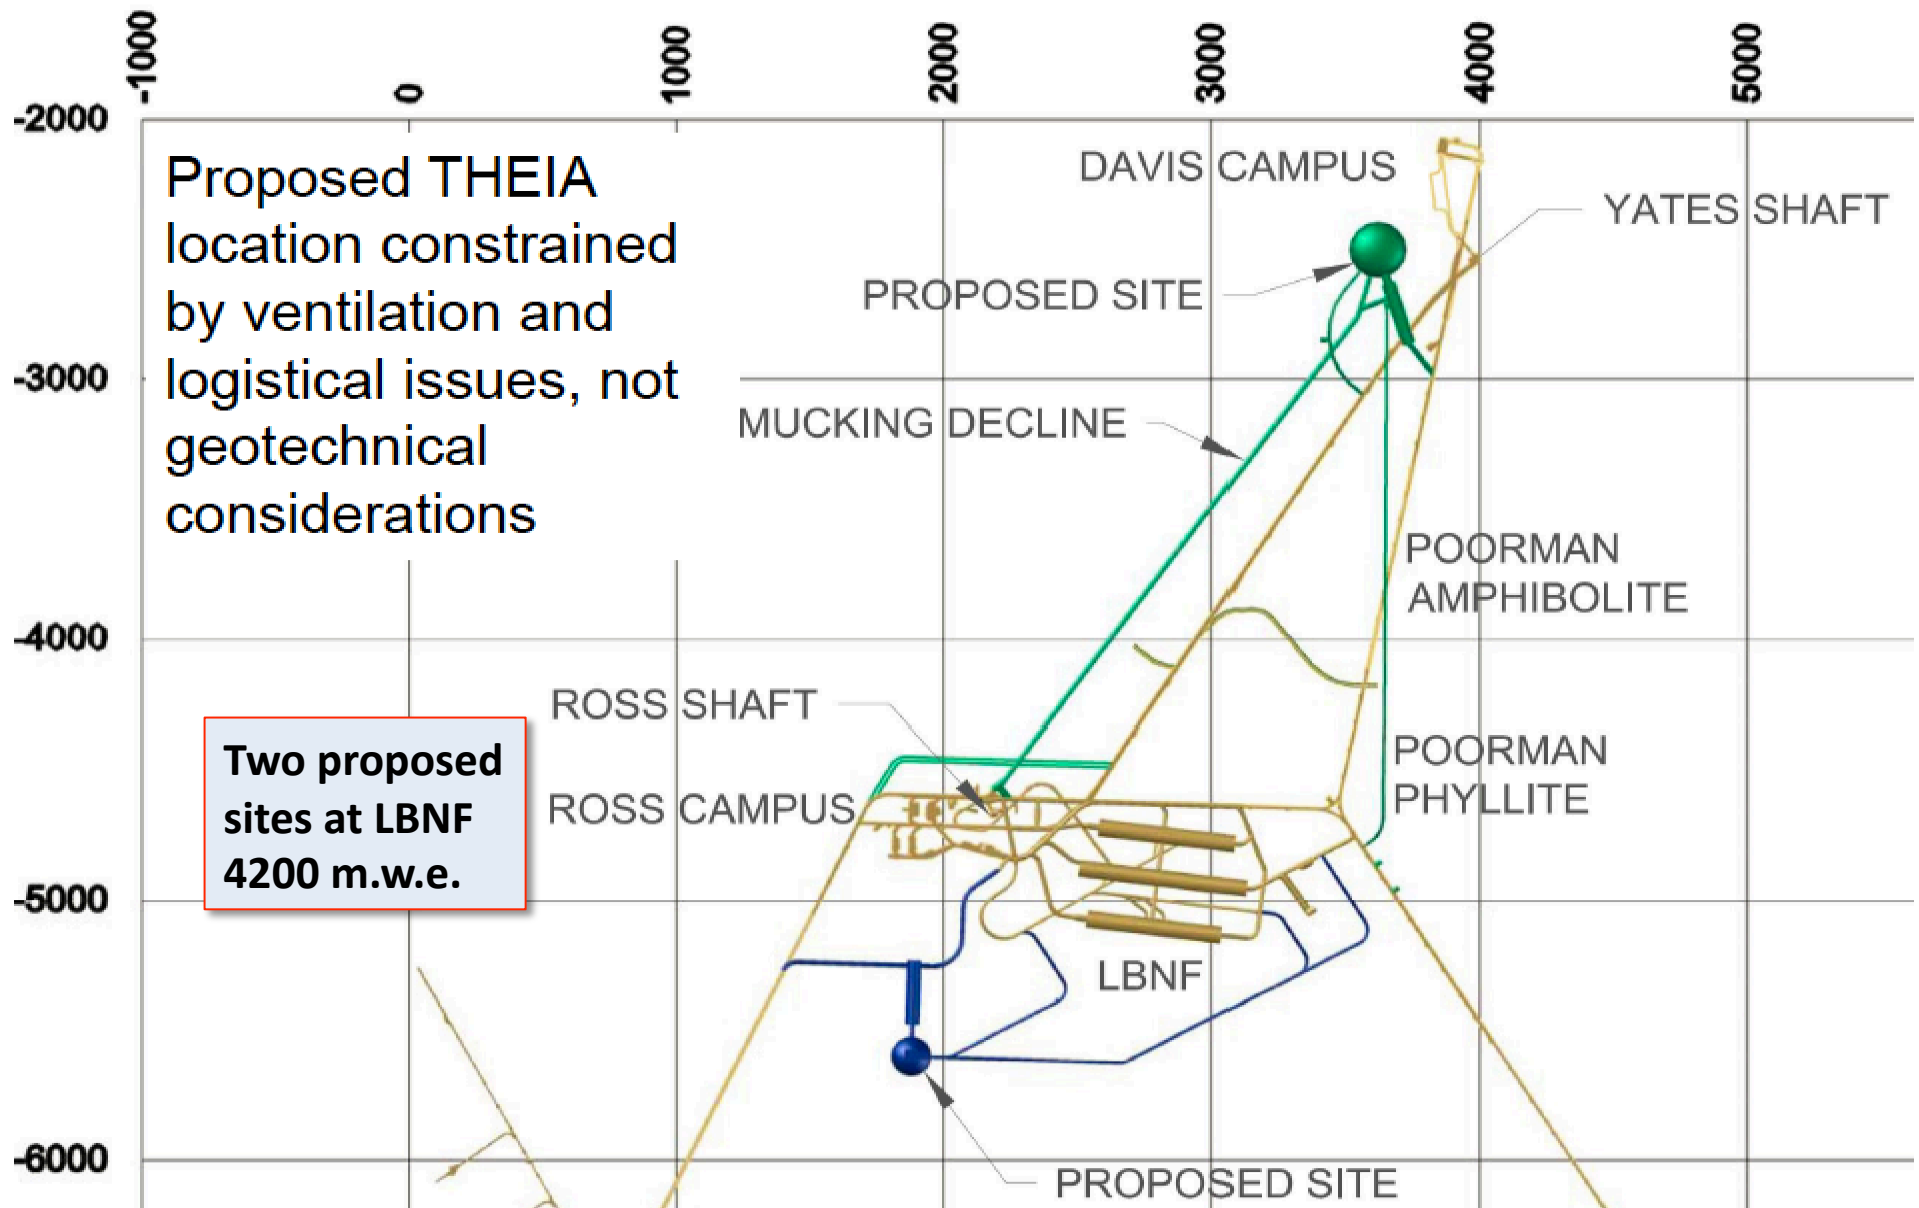 -1000
0
1000
2000
3000
4000
5000
-2000
Proposed THEIA
location constrained
by ventilation and
logistical issues, not
geotechnical
considerations
DAVIS CAMPUS
YATES SHAFT
PROPOSED SITE
-3000
MUCKING DECLINE
POORMAN
AMPHIBOLITE
-4000
ROSS SHAFT
Two proposed
sites at LBNF
4200 m.w.e.
POORMAN
PHYLLITE
ROSS CAMPUS
-5000
LBNF
-6000
PROPOSED SITE